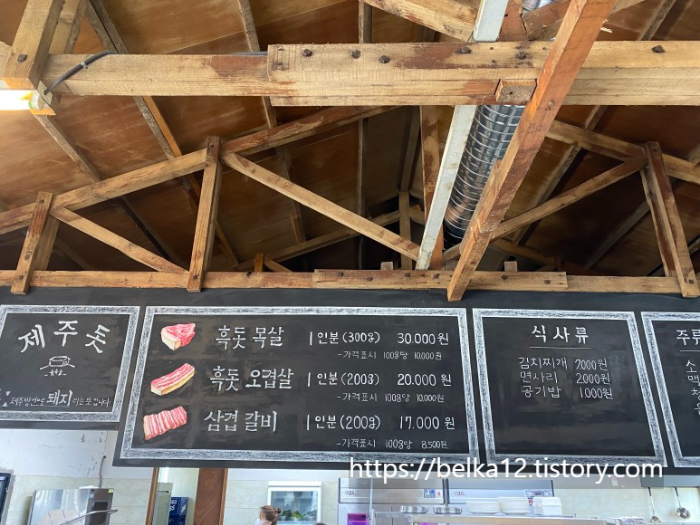 제주돗
돼지
흑돗 목살 1인분(300g) 30.000원
-가격표시 100g당 10.000원
흑돗 오겹살 1인분(200g) 20.000원
-가격표시 100g당 10.000원
삼겹 갈비 1인분(200g) 17.000원
-가격표시 100g당 8.500원
식사류
김치찌개 7000원
면사리 2.000원
공기밥 1.000원
주류
https://belka12.tistory.com